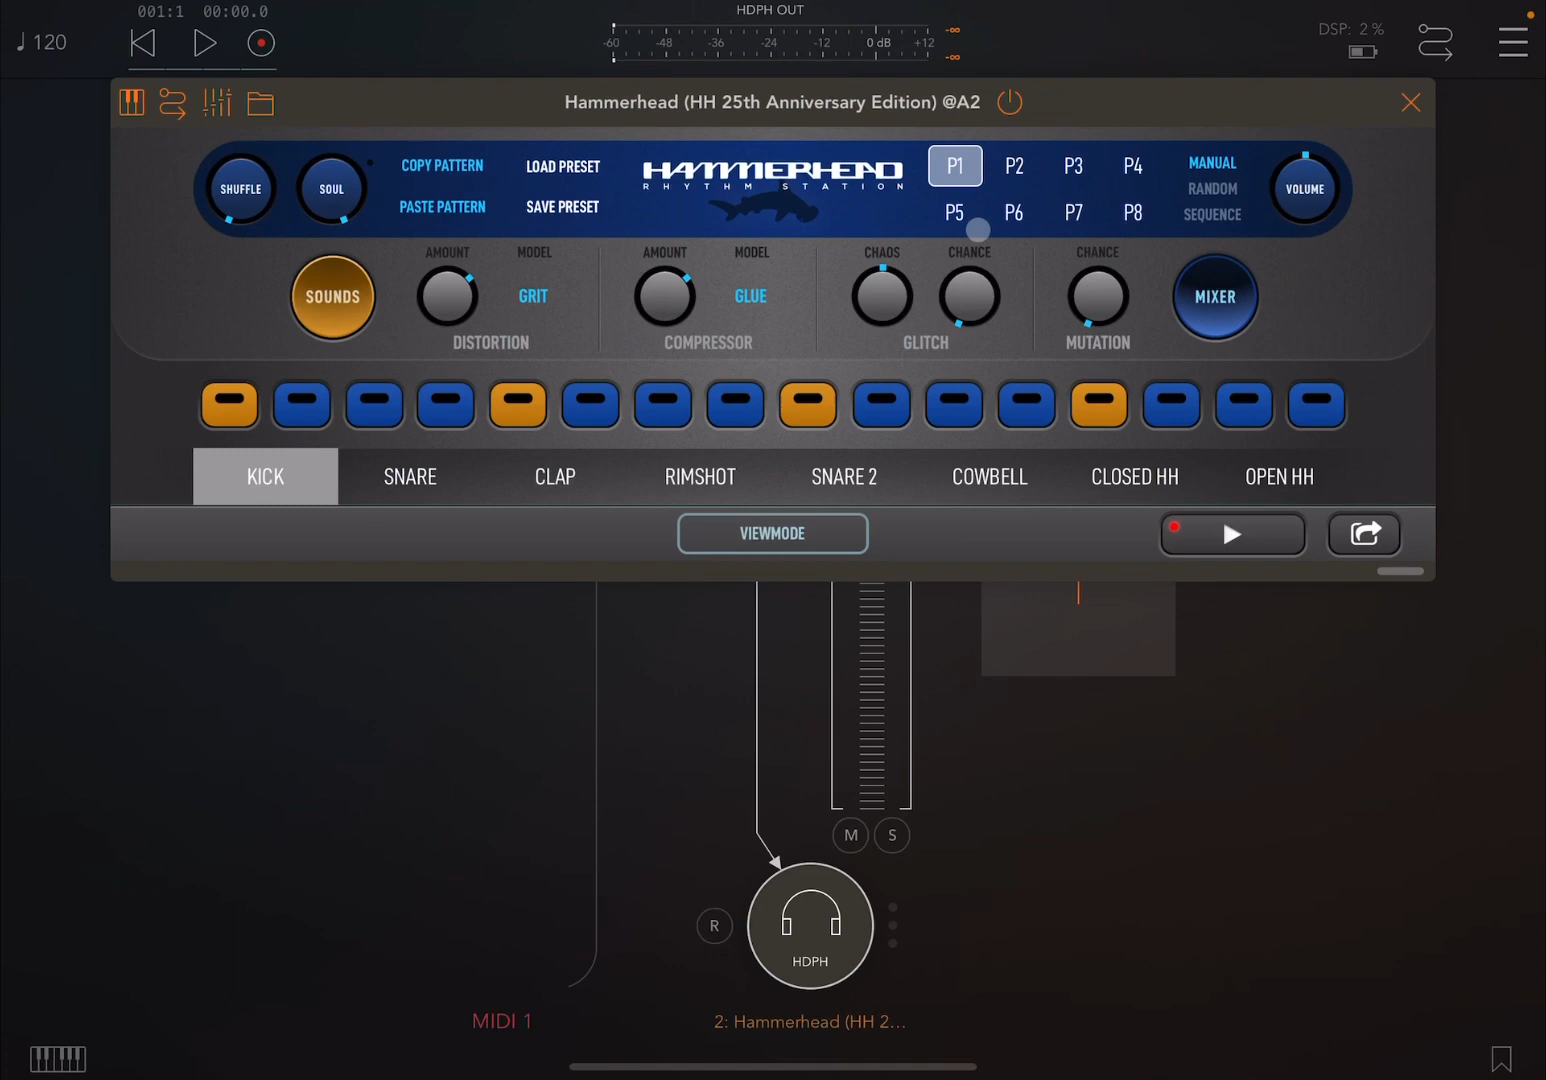 001:1 00:00.0
HDPH OUT
♩ 120
-60 -48 -36 -24 -12 0 dB +12
-∞
-∞
DSP: 2 %
Hammerhead (HH 25th Anniversary Edition) @A2
SHUFFLE
SOUL
COPY PATTERN
LOAD PRESET
PASTE PATTERN
SAVE PRESET
HAMMERHEAD
RHYTHM STATION
P1 P2 P3 P4
P5 P6 P7 P8
MANUAL
RANDOM
SEQUENCE
VOLUME
SOUNDS
AMOUNT MODEL
GRIT
DISTORTION
AMOUNT MODEL
GLUE
COMPRESSOR
CHAOS CHANCE
GLITCH
CHANCE
MUTATION
MIXER
KICK SNARE CLAP RIMSHOT SNARE 2 COWBELL CLOSED HH OPEN HH
VIEWMODE
M S
R
HDPH
MIDI 1
2: Hammerhead (HH 2...